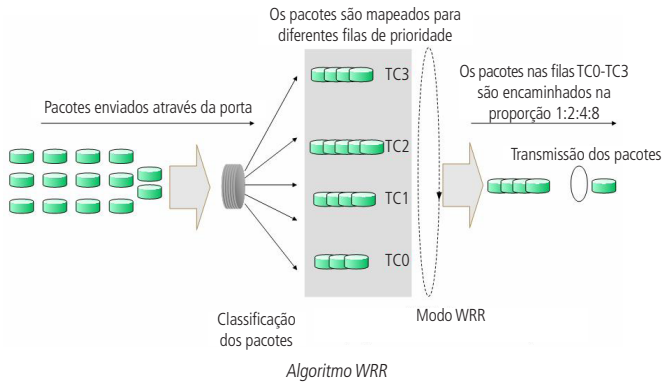 Os pacotes são mapeados para
diferentes filas de prioridade
Pacotes enviados através da porta
TC3
TC2
TC1
TC0
Os pacotes nas filas TC0-TC3
são encaminhados na
proporção 1:2:4:8
Transmissão dos pacotes
Classificação
dos pacotes
Modo WRR
Algoritmo WRR